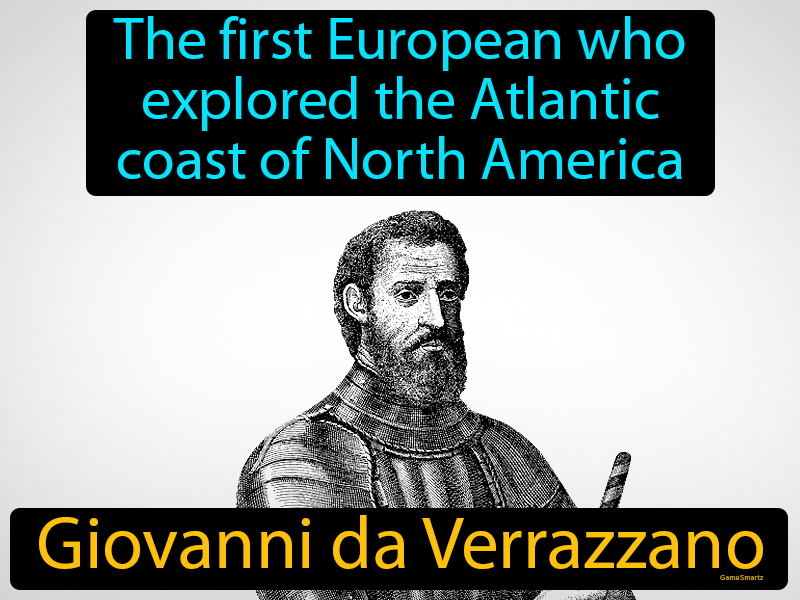 The first European who
explored the Atlantic
coast of North America
Giovanni da Verrazzano
GameSmartz